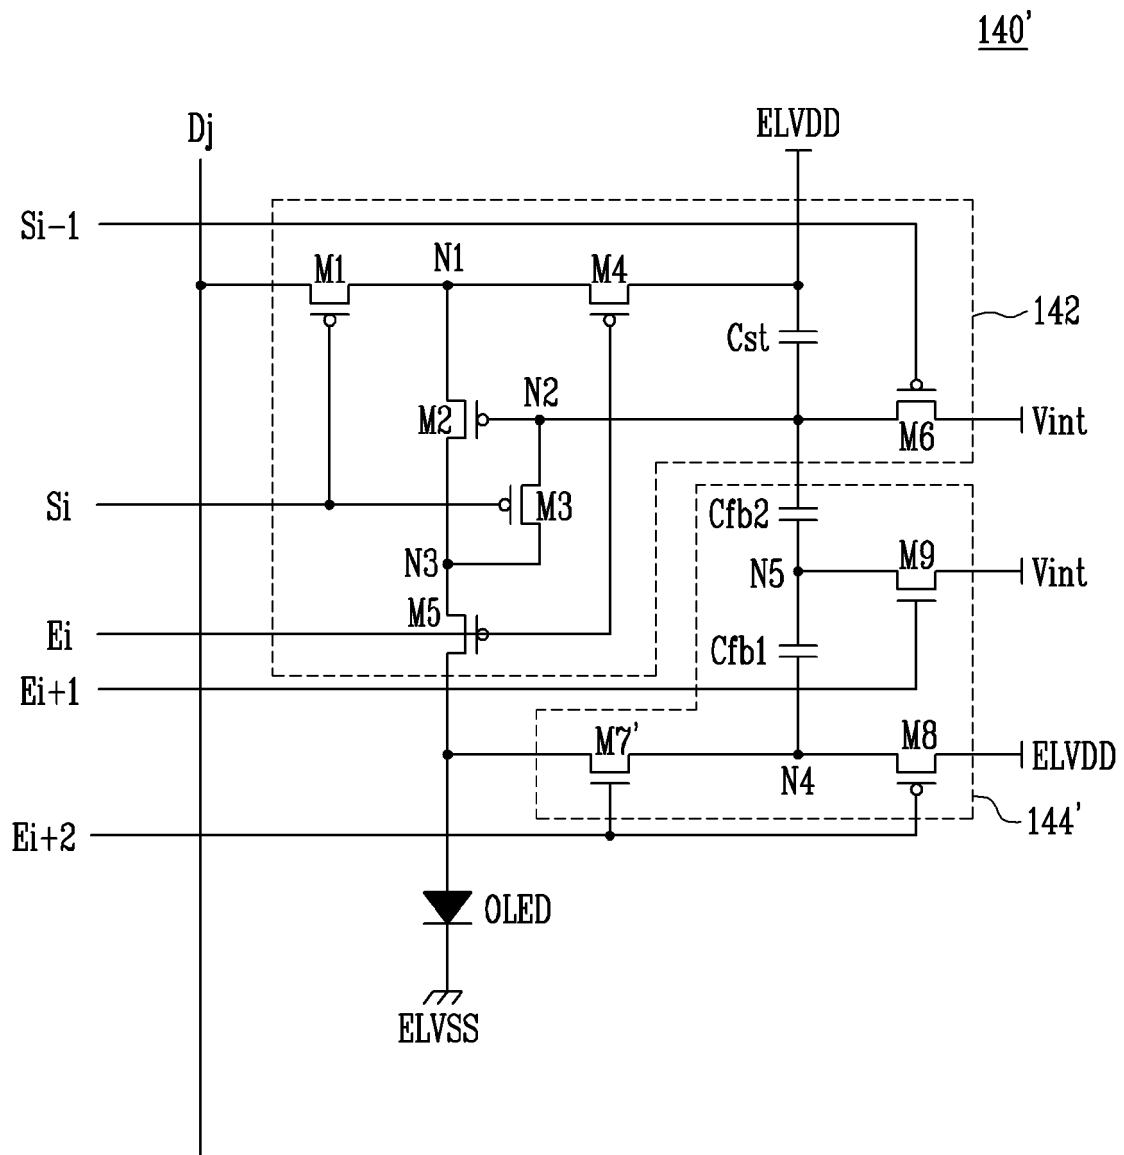 140'
Dj
ELVDD
Si-1
M1
N1
M4
142
Cst
M2
N2
M6
Vint
Si
M3
Cfb2
N3
N5
M9
Vint
Ei
M5
Cfb1
Ei+1
M7'
N4
M8
ELVDD
Ei+2
144'
OLED
ELVSS